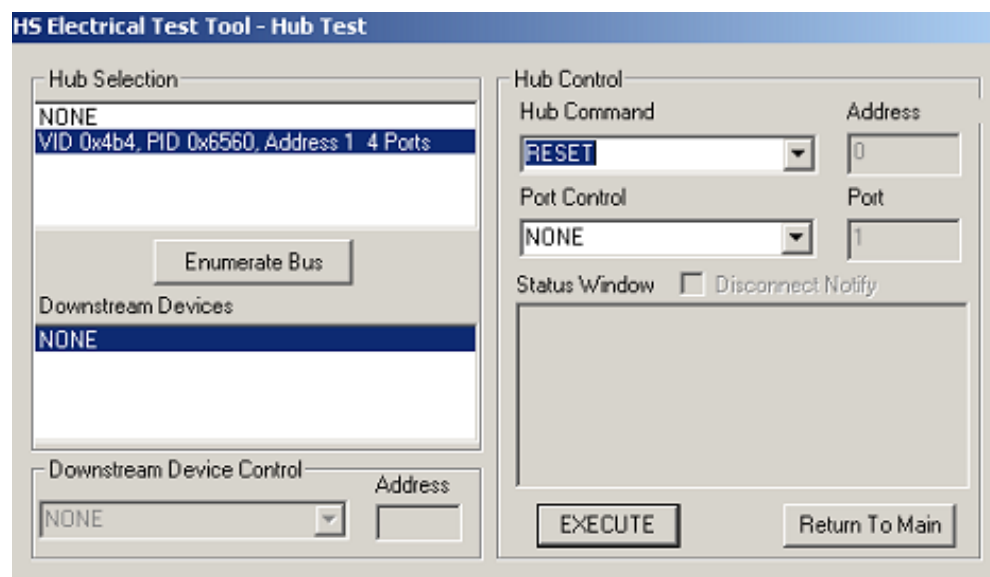 HS Electrical Test Tool - Hub Test
Hub Selection
NONE
VID 0x4b4, PID 0x6560, Address 1 4 Ports
Enumerate Bus
Downstream Devices
NONE
Downstream Device Control
Address
NONE
Hub Control
Hub Command
Address
RESET
0
Port Control
Port
NONE
1
Status Window
Disconnect Notify
EXECUTE
Return To Main